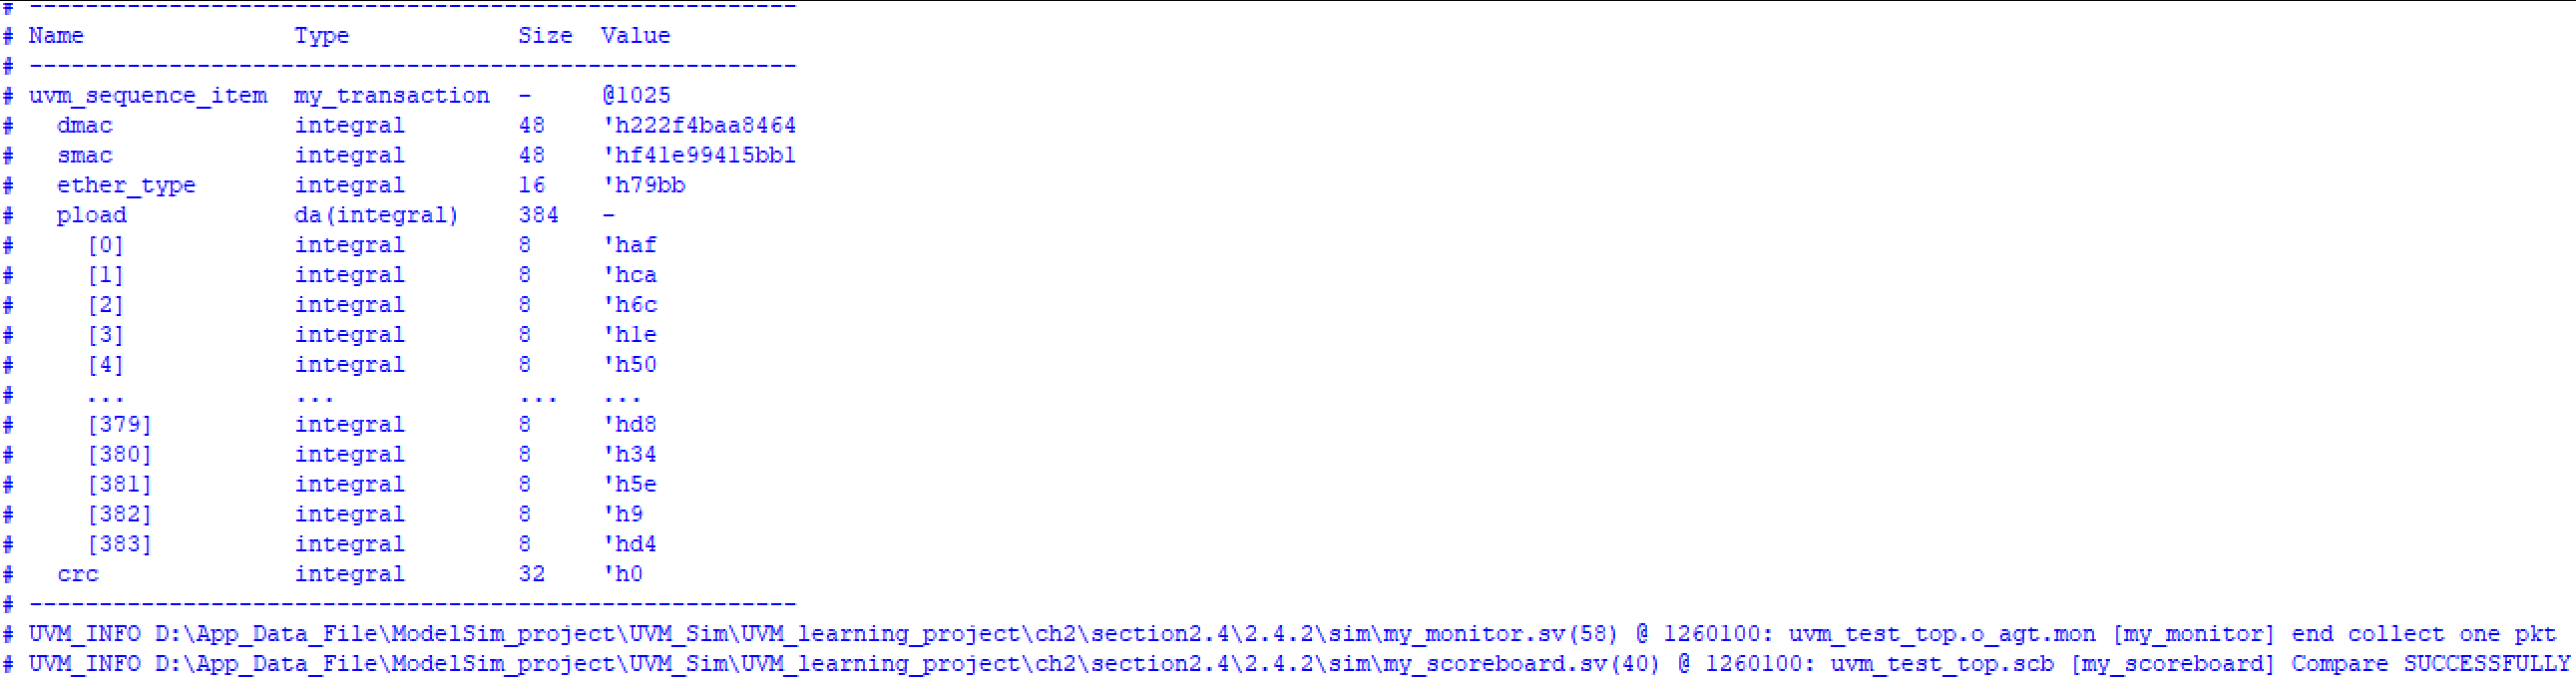 # -------------------------------------------------------
# Name               Type            Size  Value
# -------------------------------------------------------
# uvm_sequence_item  my_transaction  -     @1025
#   dmac             integral        48    'h222f4baa8464
#   smac             integral        48    'hf41e99415bb1
#   ether_type       integral        16    'h79bb
#   pload            da(integral)    384   -
#     [0]            integral        8     'haf
#     [1]            integral        8     'hca
#     [2]            integral        8     'h6c
#     [3]            integral        8     'h1e
#     [4]            integral        8     'h50
#     ...            ...             ...   ...
#     [379]          integral        8     'hd8
#     [380]          integral        8     'h34
#     [381]          integral        8     'h5e
#     [382]          integral        8     'h9
#     [383]          integral        8     'hd4
#   crc              integral        32    'h0
# -------------------------------------------------------
# UVM_INFO D:\App_Data_File\ModelSim_project\UVM_Sim\UVM_learning_project\ch2\section2.4\2.4.2\sim\my_monitor.sv(58) @ 1260100: uvm_test_top.o_agt.mon [my_monitor] end collect one pkt
# UVM_INFO D:\App_Data_File\ModelSim_project\UVM_Sim\UVM_learning_project\ch2\section2.4\2.4.2\sim\my_scoreboard.sv(40) @ 1260100: uvm_test_top.scb [my_scoreboard] Compare SUCCESSFULLY